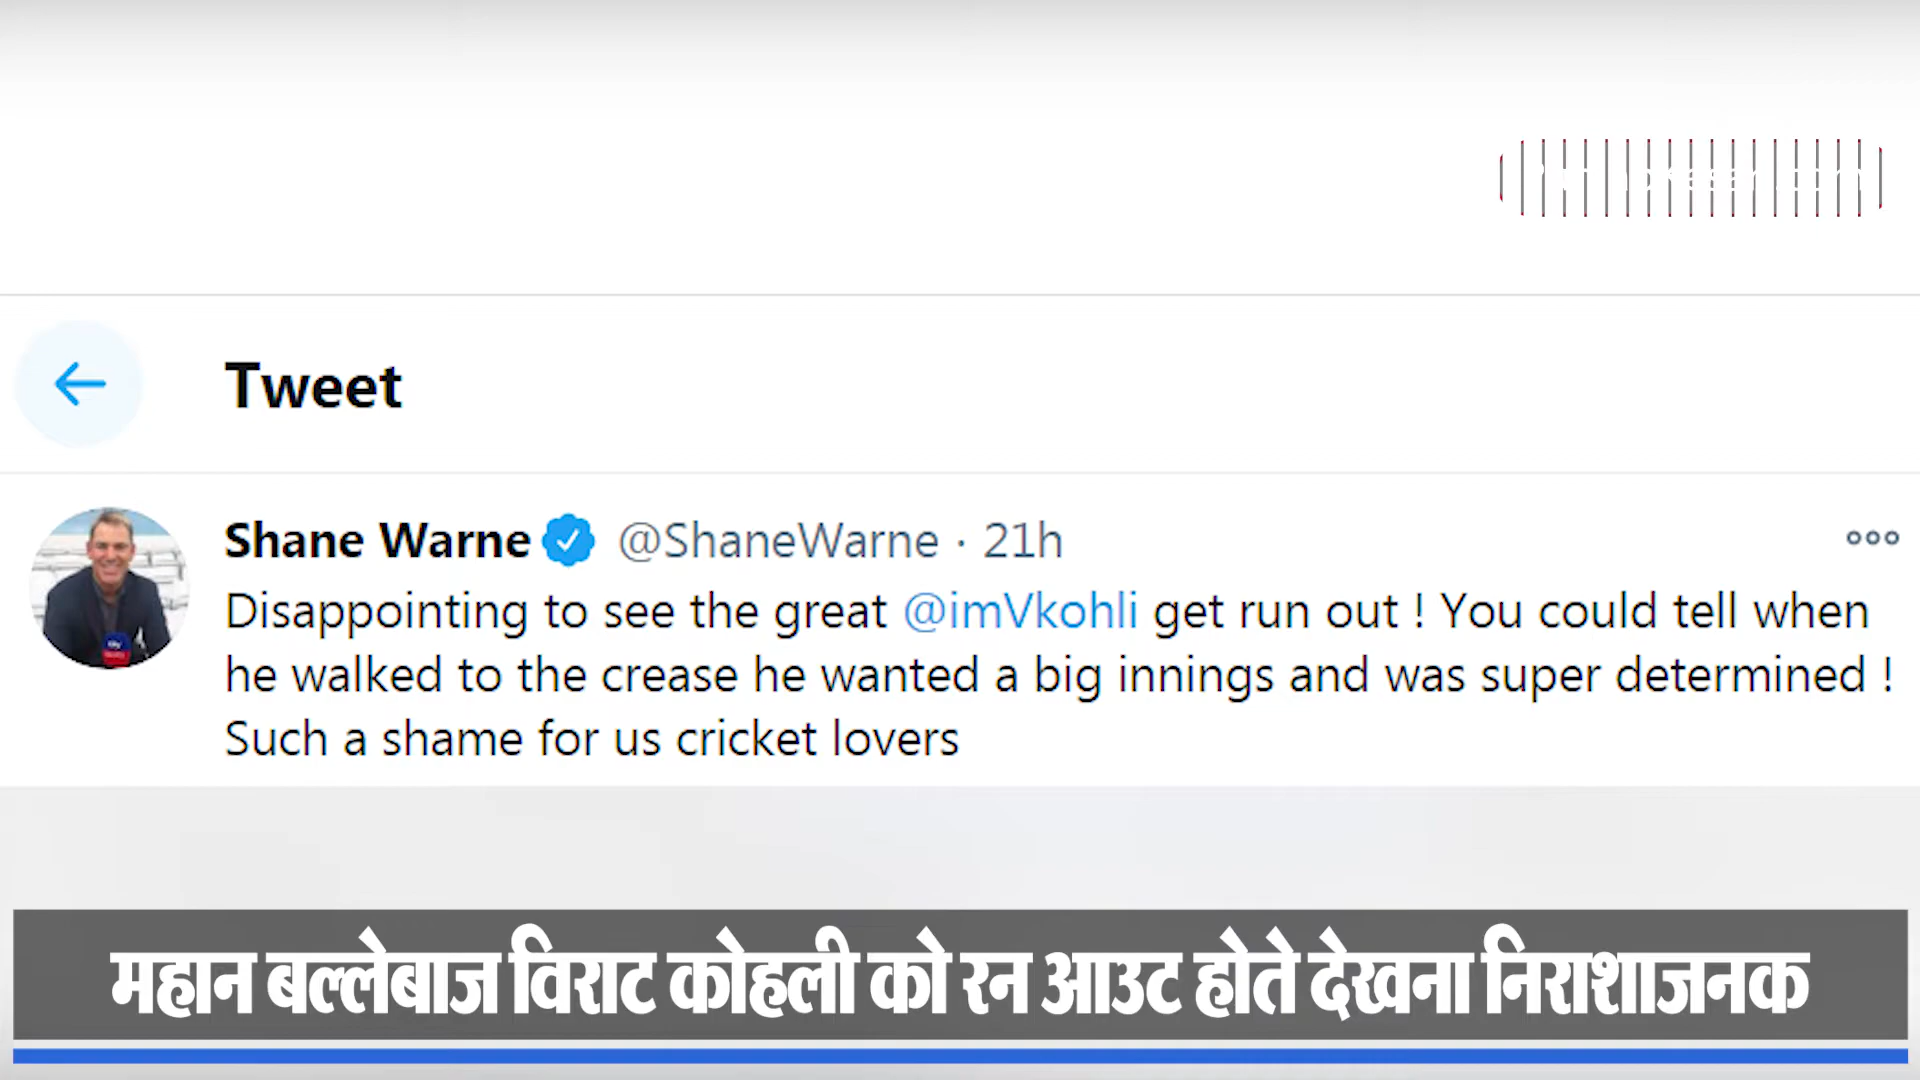 Tweet
Shane Warne @ShaneWarne · 21h
Disappointing to see the great @imVkohli get run out ! You could tell when
he walked to the crease he wanted a big innings and was super determined !
Such a shame for us cricket lovers
महान बल्लेबाज विराट कोहली को रन आउट होते देखना निराशाजनक